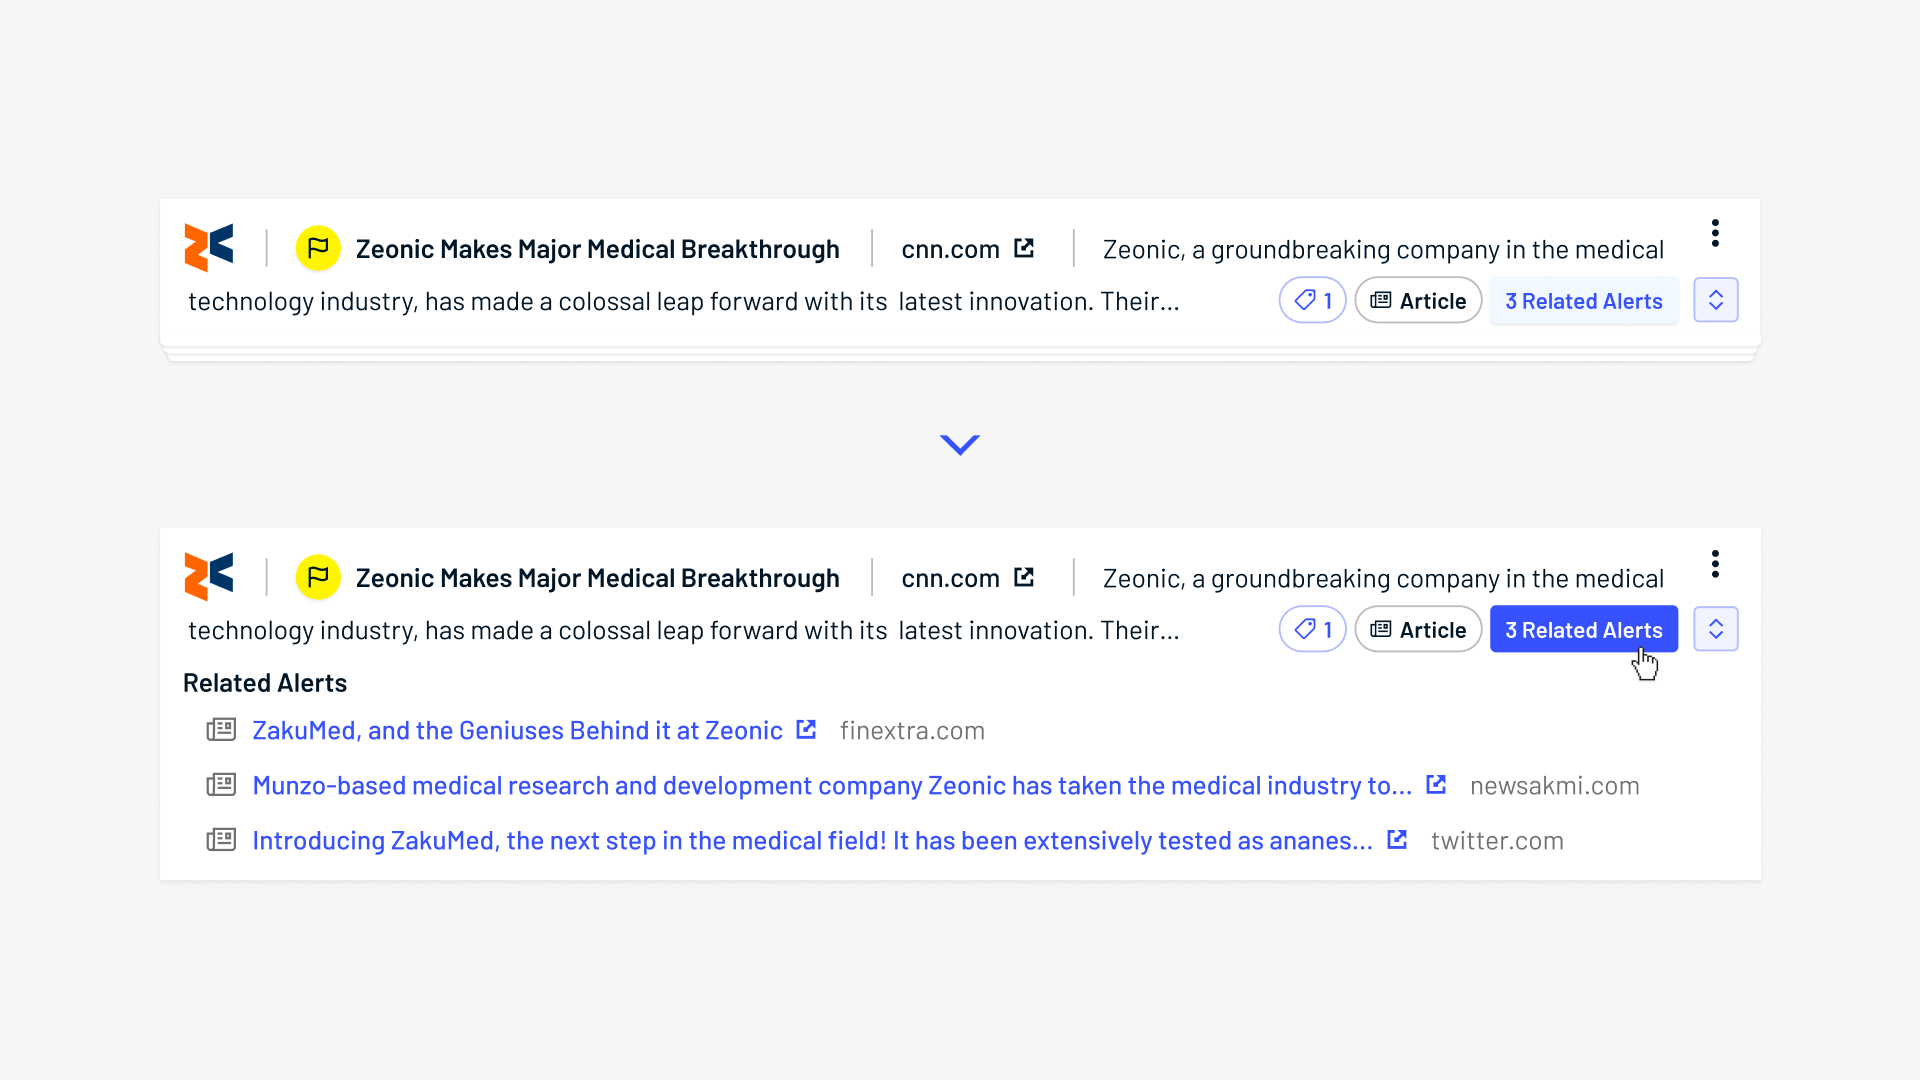 Zeonic Makes Major Medical Breakthrough cnn.com Zeonic, a groundbreaking company in the medical
technology industry, has made a colossal leap forward with its latest innovation. Their... 1 Article 3 Related Alerts
Zeonic Makes Major Medical Breakthrough cnn.com Zeonic, a groundbreaking company in the medical
technology industry, has made a colossal leap forward with its latest innovation. Their... 1 Article 3 Related Alerts
Related Alerts
ZakuMed, and the Geniuses Behind it at Zeonic finextra.com
Munzo-based medical research and development company Zeonic has taken the medical industry to... newsakmi.com
Introducing ZakuMed, the next step in the medical field! It has been extensively tested as ananes... twitter.com